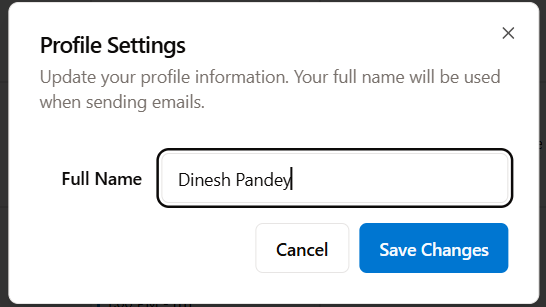 Profile Settings
Update your profile information. Your full name will be used
when sending emails.
Full Name
Dinesh Pandey
Cancel
Save Changes